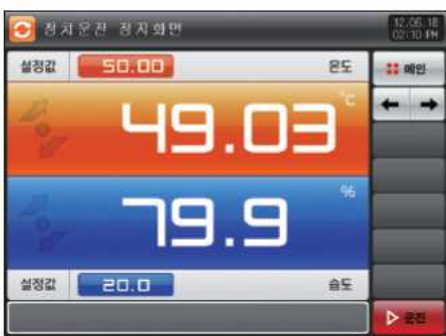 정치운전 정지화면
12.06.18
02:10 PM
설정값 50.00 온도
메인
49.03 ℃
79.9 %
설정값 20.0 습도
운전